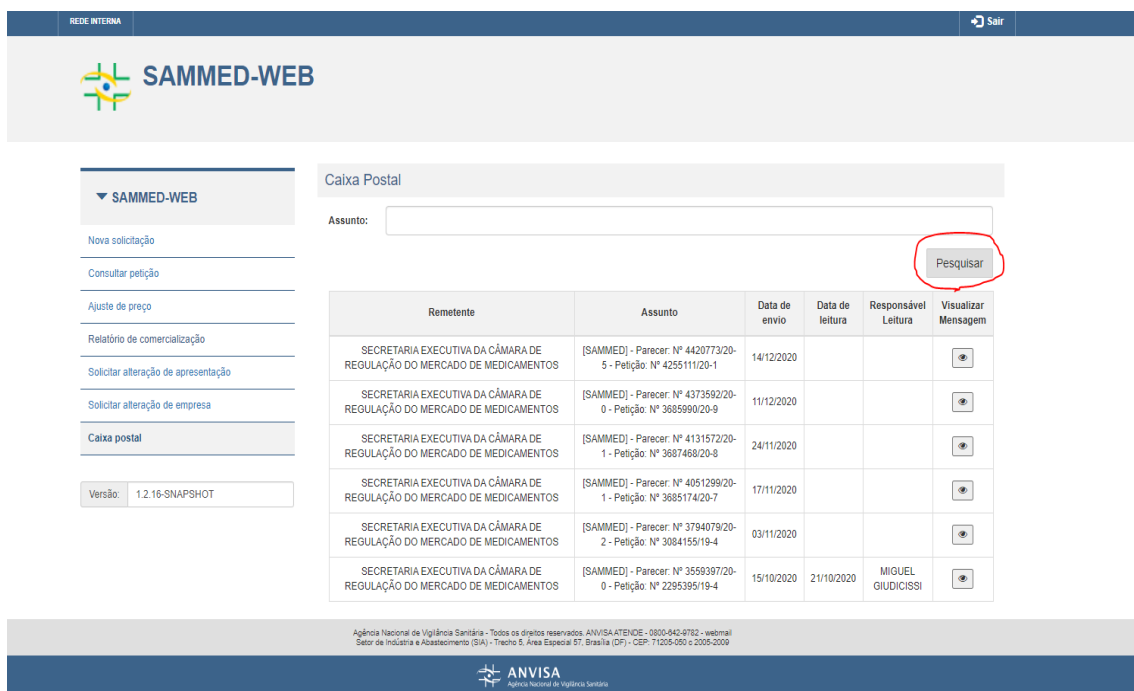 REDE INTERNA
Sair
SAMMED-WEB
SAMMED-WEB
Nova solicitação
Consultar petição
Ajuste de preço
Relatório de comercialização
Solicitar alteração de apresentação
Solicitar alteração de empresa
Caixa postal
Versão: 1.2.16-SNAPSHOT
Caixa Postal
Assunto:
Pesquisar
Remetente
Assunto
Data de
envio
Data de
leitura
Responsável
Leitura
Visualizar
Mensagem
SECRETARIA EXECUTIVA DA CÂMARA DE
REGULAÇÃO DO MERCADO DE MEDICAMENTOS
[SAMMED] - Parecer: Nº 4420773/20-
5 - Petição: Nº 4255111/20-1
14/12/2020
SECRETARIA EXECUTIVA DA CÂMARA DE
REGULAÇÃO DO MERCADO DE MEDICAMENTOS
[SAMMED] - Parecer: Nº 4373592/20-
0 - Petição: Nº 3685990/20-9
11/12/2020
SECRETARIA EXECUTIVA DA CÂMARA DE
REGULAÇÃO DO MERCADO DE MEDICAMENTOS
[SAMMED] - Parecer: Nº 4131572/20-
1 - Petição: Nº 3687468/20-8
24/11/2020
SECRETARIA EXECUTIVA DA CÂMARA DE
REGULAÇÃO DO MERCADO DE MEDICAMENTOS
[SAMMED] - Parecer: Nº 4051299/20-
1 - Petição: Nº 3685174/20-7
17/11/2020
SECRETARIA EXECUTIVA DA CÂMARA DE
REGULAÇÃO DO MERCADO DE MEDICAMENTOS
[SAMMED] - Parecer: Nº 3794079/20-
2 - Petição: Nº 3084155/19-4
03/11/2020
SECRETARIA EXECUTIVA DA CÂMARA DE
REGULAÇÃO DO MERCADO DE MEDICAMENTOS
[SAMMED] - Parecer: Nº 3559397/20-
0 - Petição: Nº 2295395/19-4
15/10/2020
21/10/2020
MIGUEL
GIUDICISSI
Agência Nacional de Vigilância Sanitária - Todos os direitos reservados. ANVISA ATENDE - 0800-642-9782 - webmail
Setor de Indústria e Abastecimento (SIA) - Trecho 5, Área Especial 57, Brasília (DF) - CEP: 71205-050 c 2005-2009
ANVISA
Agência Nacional de Vigilância Sanitária